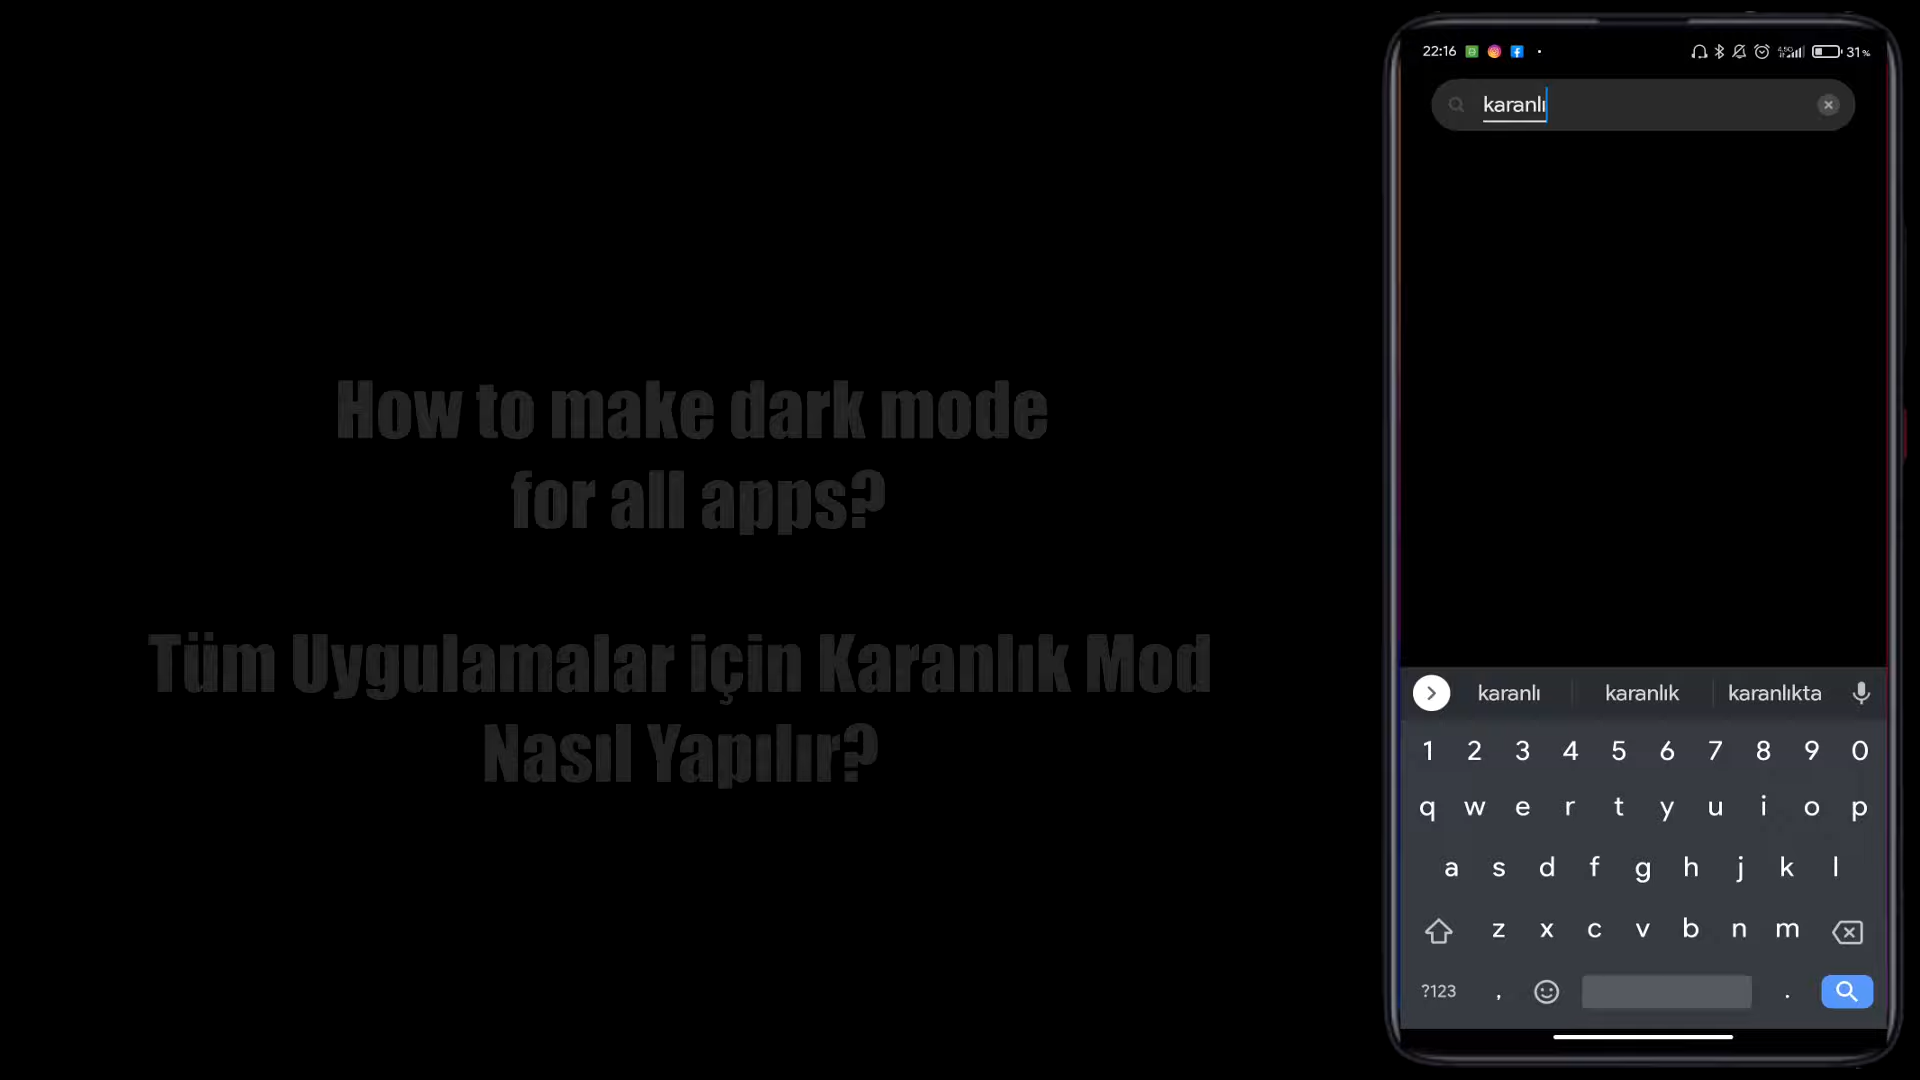 How to make dark mode
for all apps?
Tüm Uygulamalar için Karanlık Mod
Nasıl Yapılır?
22:16 31%
karanlı
karanlı karanlık karanlıkta
1 2 3 4 5 6 7 8 9 0
q w e r t y u i o p
a s d f g h j k l
z x c v b n m
?123 , .